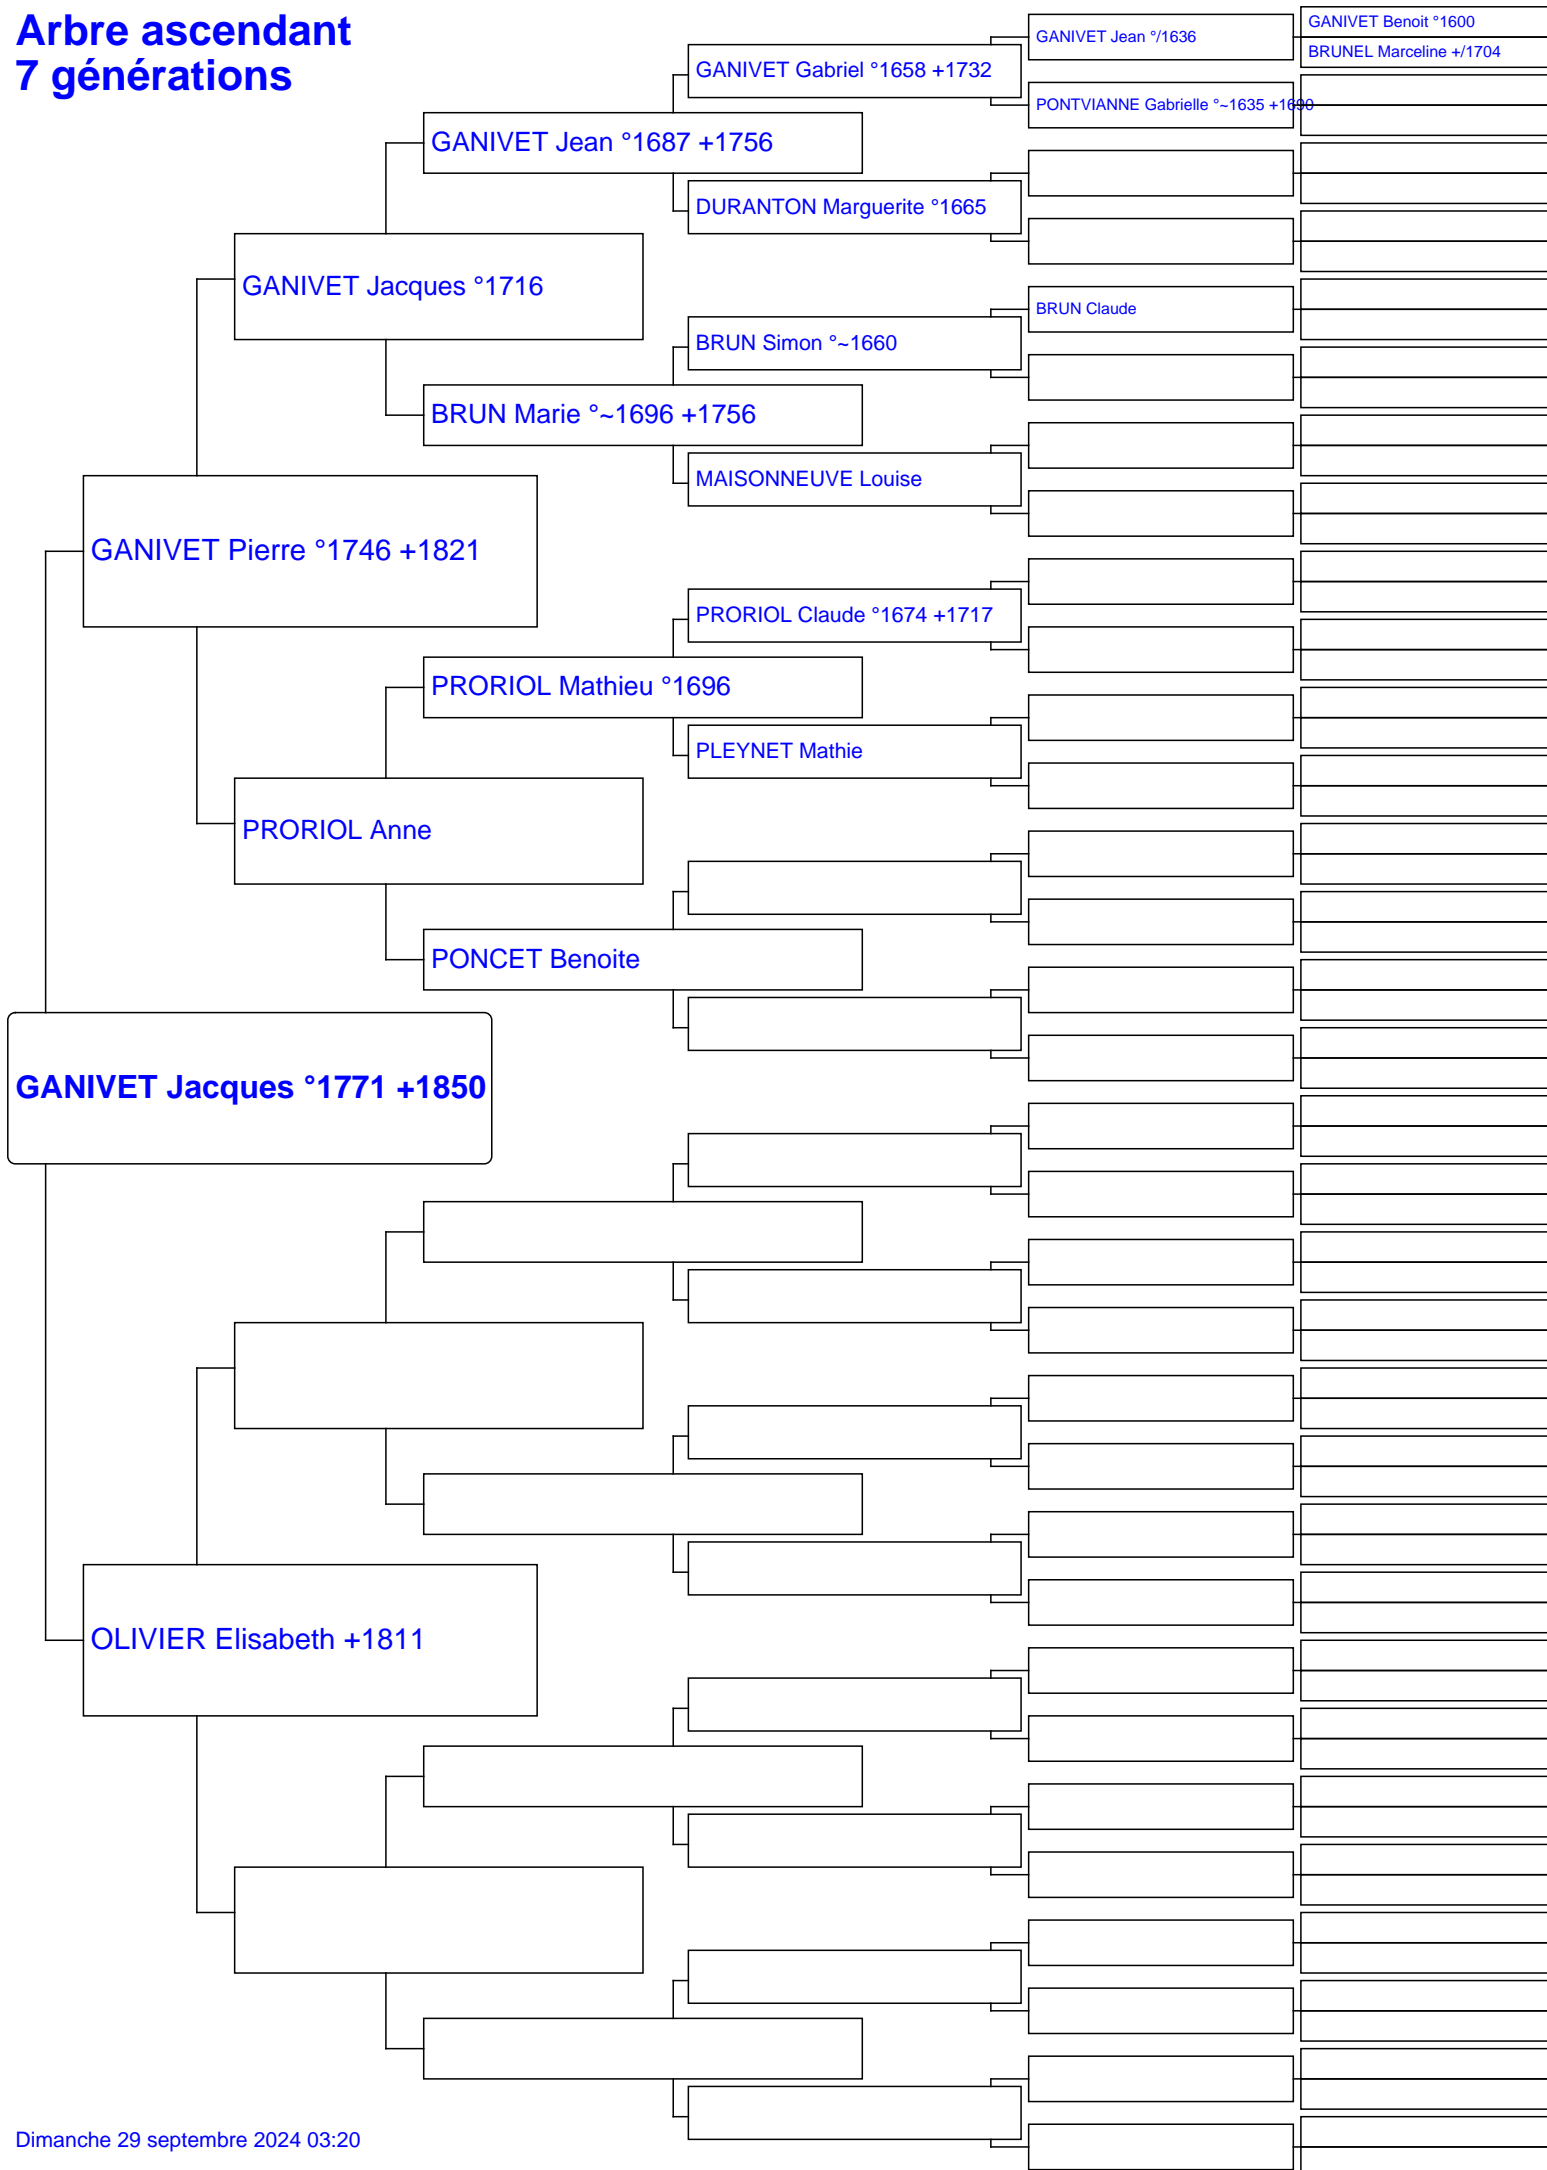 Arbre ascendant
7 générations
GANIVET Benoit °1600
GANIVET Jean °/1636
BRUNEL Marceline +/1704
GANIVET Gabriel °1658 +1732
PONTVIANNE Gabrielle °~1635 +1690
GANIVET Jean °1687 +1756
DURANTON Marguerite °1665
GANIVET Jacques °1716
BRUN Claude
BRUN Simon °~1660
BRUN Marie °~1696 +1756
MAISONNEUVE Louise
GANIVET Pierre °1746 +1821
PRORIOL Claude °1674 +1717
PRORIOL Mathieu °1696
PLEYNET Mathie
PRORIOL Anne
PONCET Benoite
GANIVET Jacques °1771 +1850
OLIVIER Elisabeth +1811
Dimanche 29 septembre 2024 03:20